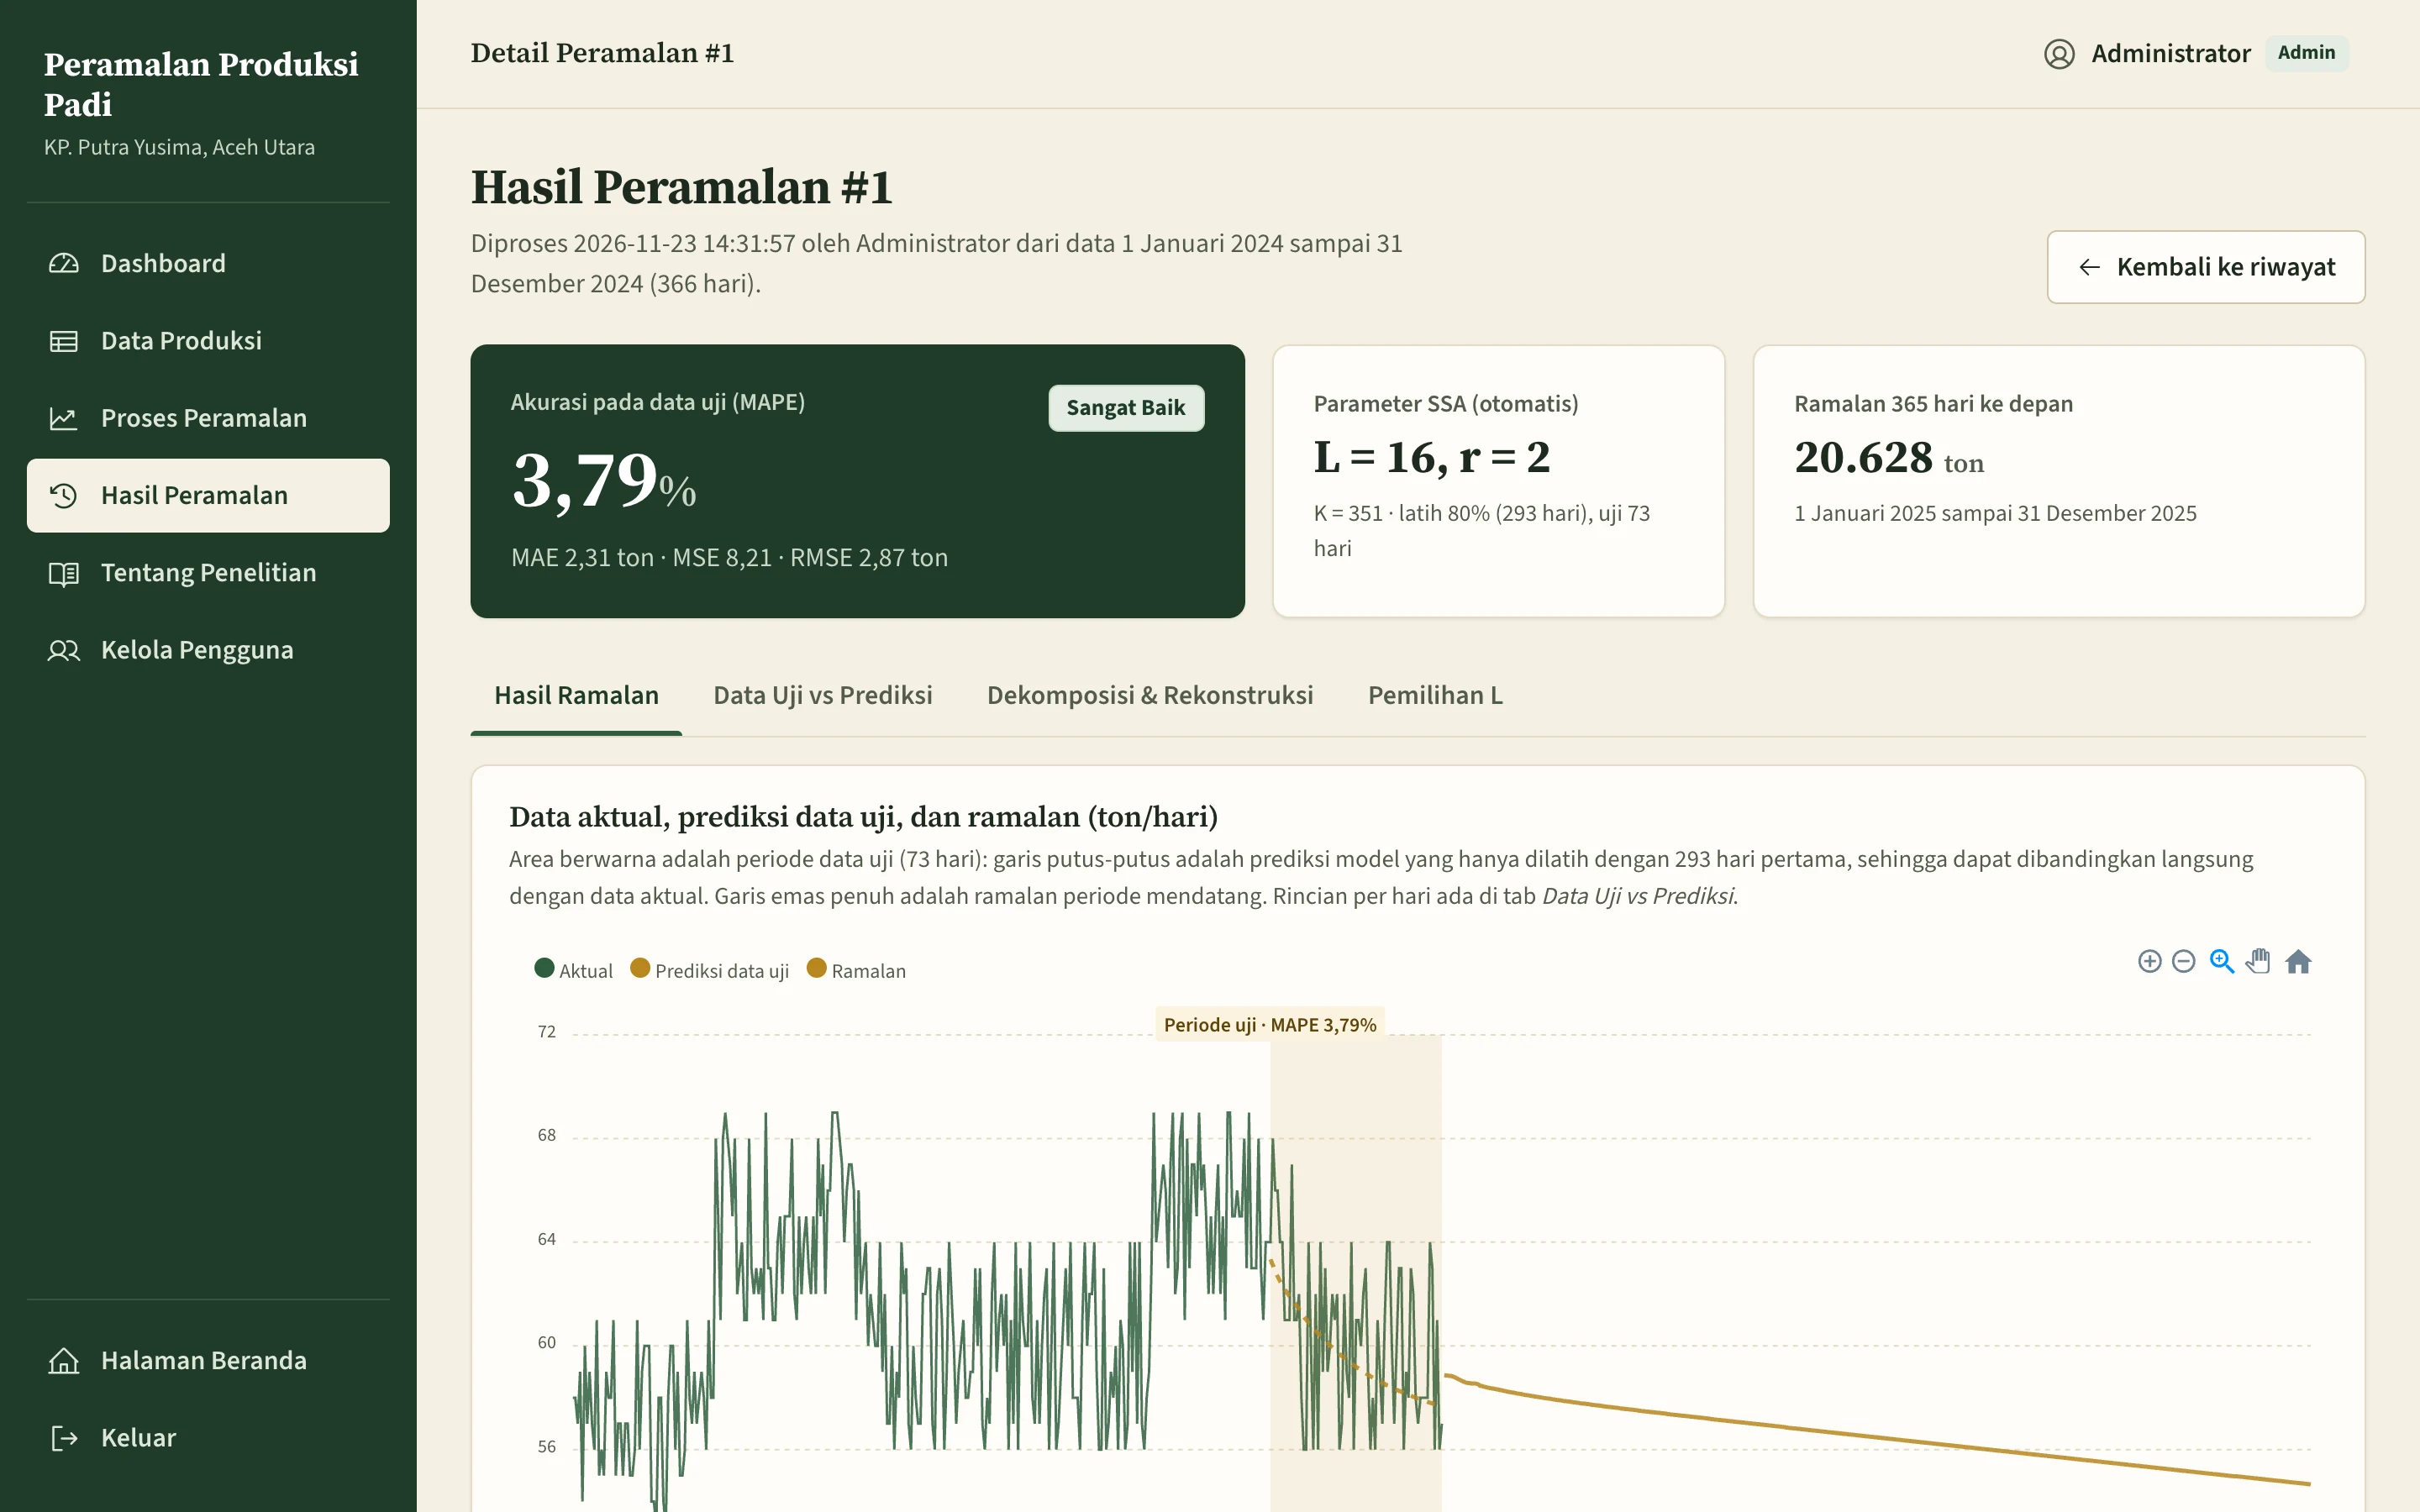 Peramalan Produksi
Padi
KP. Putra Yusima, Aceh Utara
Dashboard
Data Produksi
Proses Peramalan
Hasil Peramalan
Tentang Penelitian
Kelola Pengguna
Halaman Beranda
Keluar
Detail Peramalan #1
Administrator
Admin
Hasil Peramalan #1
Diproses 2026-11-23 14:31:57 oleh Administrator dari data 1 Januari 2024 sampai 31
Desember 2024 (366 hari).
Kembali ke riwayat
Akurasi pada data uji (MAPE)
Sangat Baik
3,79%
MAE 2,31 ton · MSE 8,21 · RMSE 2,87 ton
Parameter SSA (otomatis)
L = 16, r = 2
K = 351 · latih 80% (293 hari), uji 73
hari
Ramalan 365 hari ke depan
20.628 ton
1 Januari 2025 sampai 31 Desember 2025
Hasil Ramalan
Data Uji vs Prediksi
Dekomposisi & Rekonstruksi
Pemilihan L
Data aktual, prediksi data uji, dan ramalan (ton/hari)
Area berwarna adalah periode data uji (73 hari): garis putus-putus adalah prediksi model yang hanya dilatih dengan 293 hari pertama, sehingga dapat dibandingkan langsung
dengan data aktual. Garis emas penuh adalah ramalan periode mendatang. Rincian per hari ada di tab Data Uji vs Prediksi.
Aktual
Prediksi data uji
Ramalan
Periode uji · MAPE 3,79%
72
68
64
60
56